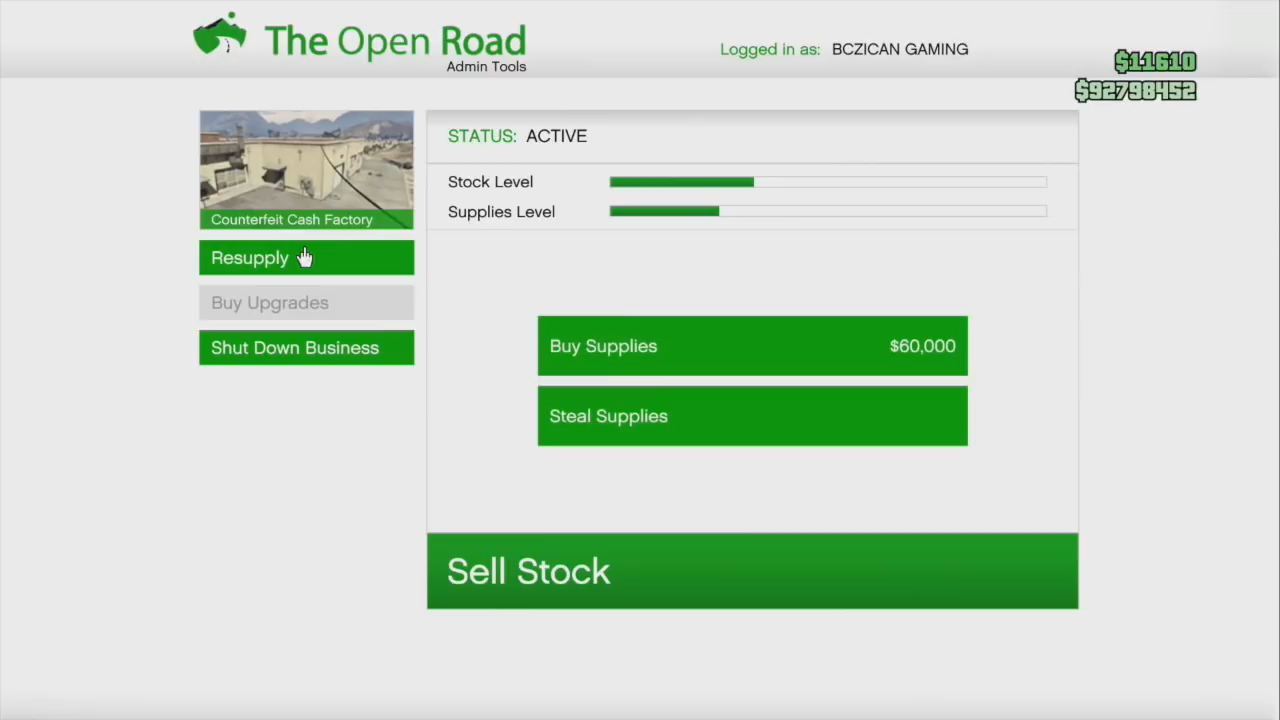 The Open Road
Admin Tools
Logged in as: BCZICAN GAMING
$11610
$92798452
Counterfeit Cash Factory
Resupply
Buy Upgrades
Shut Down Business
STATUS: ACTIVE
Stock Level
Supplies Level
Buy Supplies $60,000
Steal Supplies
Sell Stock